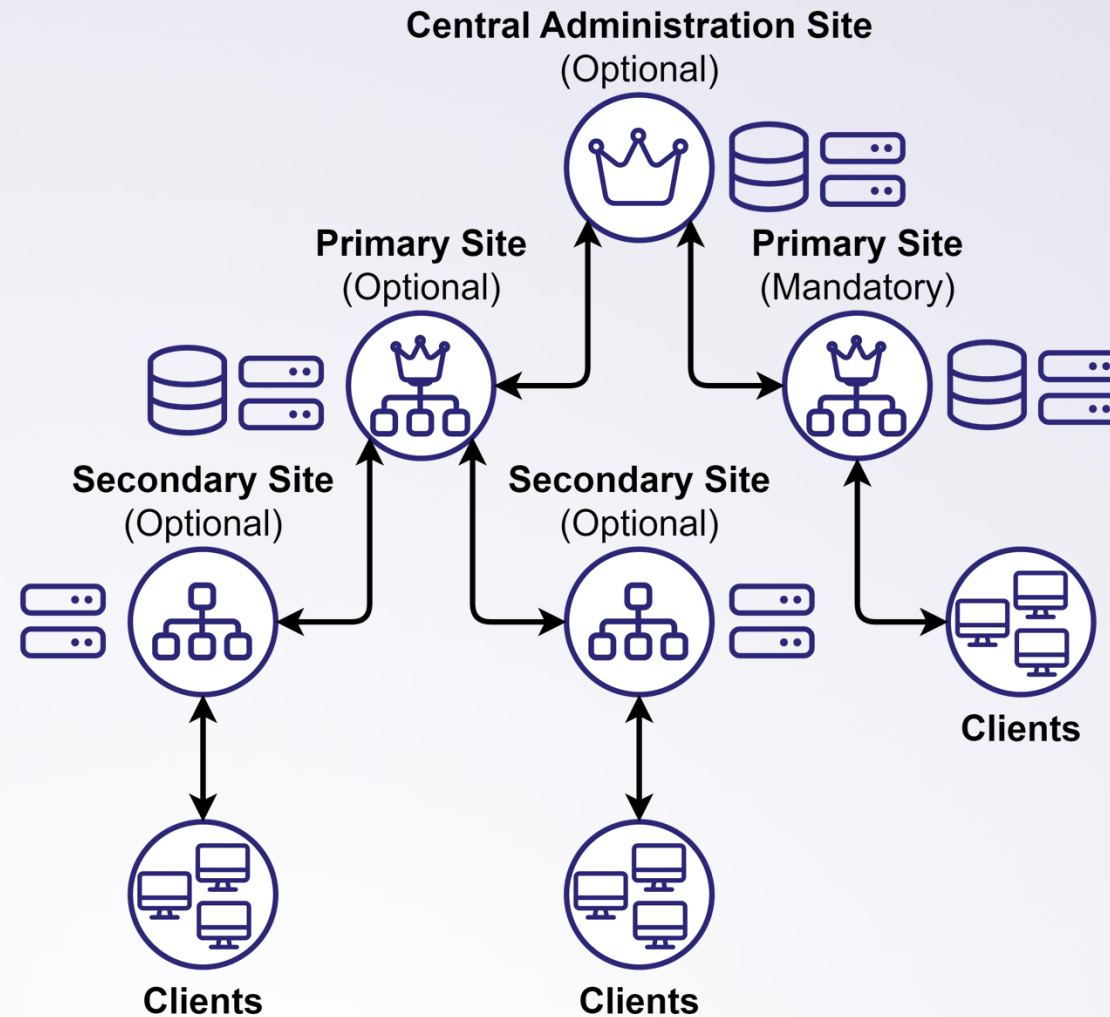 Central Administration Site
(Optional)
Primary Site
(Optional)
Primary Site
(Mandatory)
Secondary Site
(Optional)
Secondary Site
(Optional)
Clients
Clients
Clients